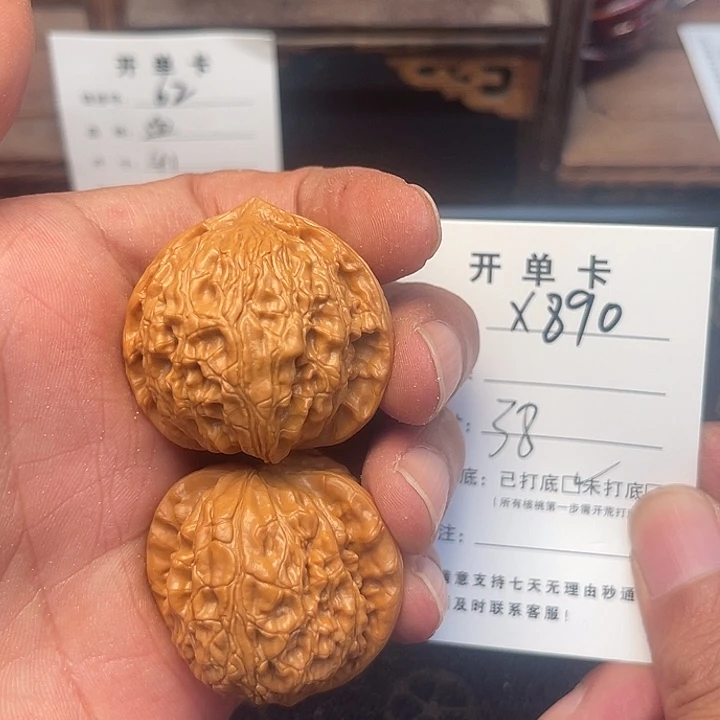 开单卡
62
开单卡
X890
38
底：已打底☑未打底☐
（所有核桃第一步需开荒打
注：
意支持七天无理由秒通
及时联系客服！